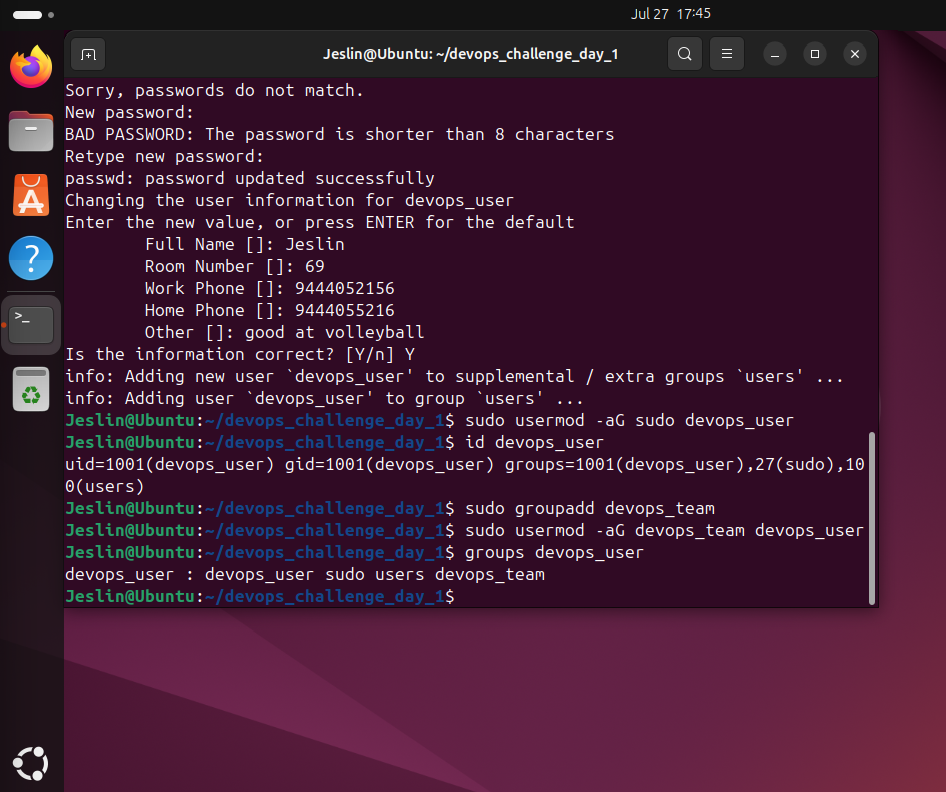 Jul 27 17:45
Jeslin@Ubuntu: ~/devops_challenge_day_1
Sorry, passwords do not match.
New password:
BAD PASSWORD: The password is shorter than 8 characters
Retype new password:
passwd: password updated successfully
Changing the user information for devops_user
Enter the new value, or press ENTER for the default
        Full Name []: Jeslin
        Room Number []: 69
        Work Phone []: 9444052156
        Home Phone []: 9444055216
        Other []: good at volleyball
Is the information correct? [Y/n] Y
info: Adding new user `devops_user' to supplemental / extra groups `users' ...
info: Adding user `devops_user' to group `users' ...
Jeslin@Ubuntu:~/devops_challenge_day_1$ sudo usermod -aG sudo devops_user
Jeslin@Ubuntu:~/devops_challenge_day_1$ id devops_user
uid=1001(devops_user) gid=1001(devops_user) groups=1001(devops_user),27(sudo),10
0(users)
Jeslin@Ubuntu:~/devops_challenge_day_1$ sudo groupadd devops_team
Jeslin@Ubuntu:~/devops_challenge_day_1$ sudo usermod -aG devops_team devops_user
Jeslin@Ubuntu:~/devops_challenge_day_1$ groups devops_user
devops_user : devops_user sudo users devops_team
Jeslin@Ubuntu:~/devops_challenge_day_1$